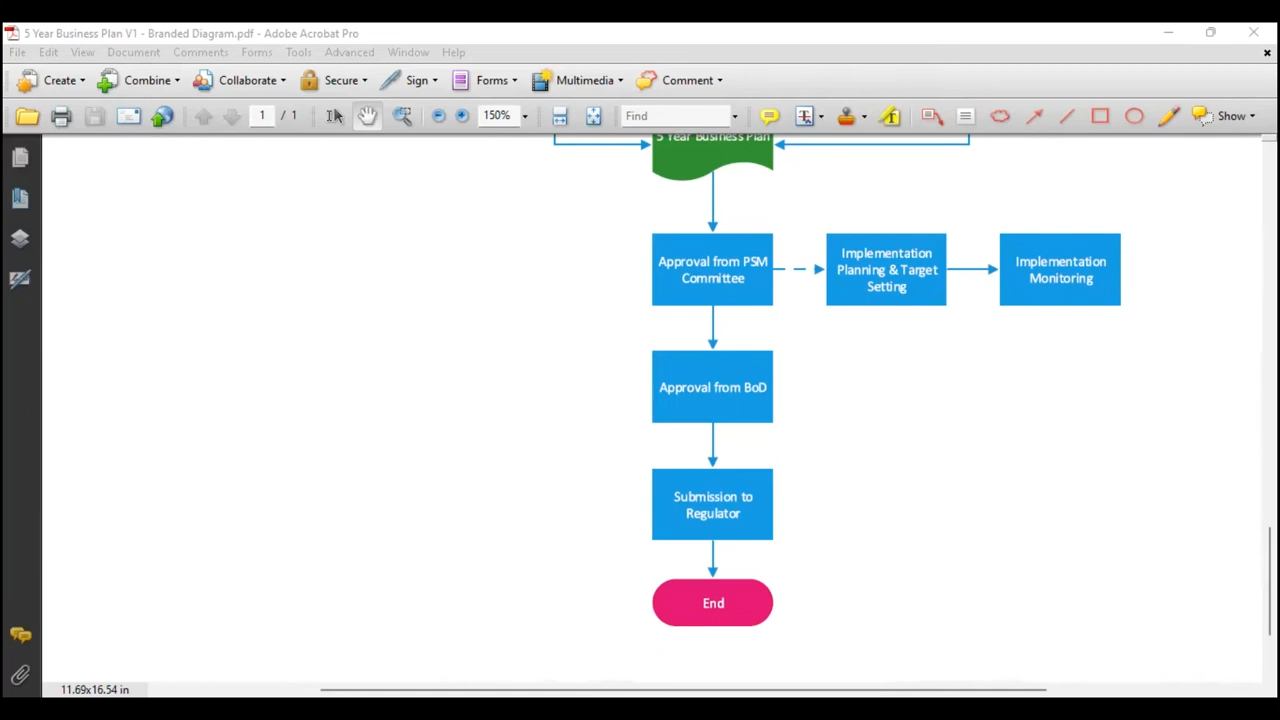 5 Year Business Plan V1 - Branded Diagram.pdf - Adobe Acrobat Pro
File Edit View Document Comments Forms Tools Advanced Window Help
Create Combine Collaborate Secure Sign Forms Multimedia Comment
1 / 1 150% Find Show
5 Year Business Plan
Approval from PSM
Committee
Implementation
Planning & Target
Setting
Implementation
Monitoring
Approval from BoD
Submission to
Regulator
End
11.69x16.54 in